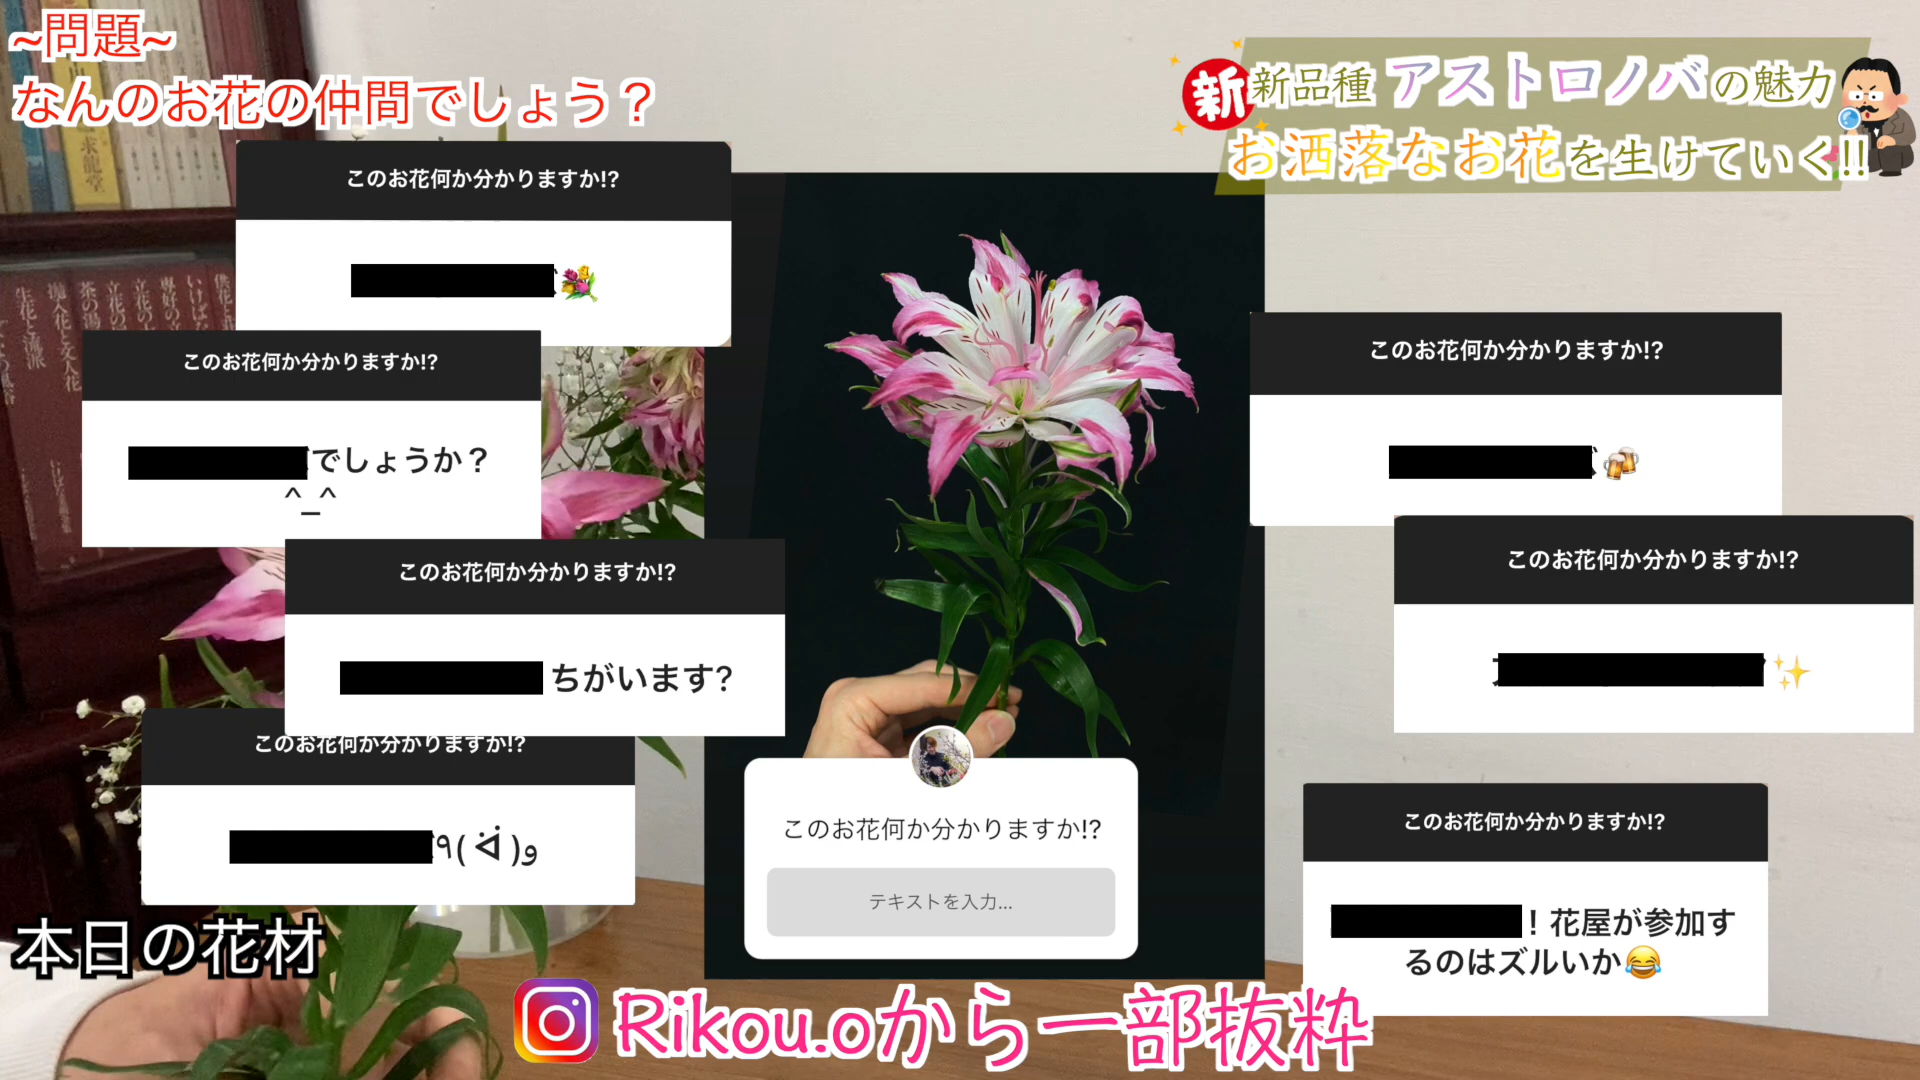 ~問題~
なんのお花の仲間でしょう？
新
新品種 アストロノバの魅力
お洒落なお花を生けていく!!
求龍堂
このお花何か分かりますか!?
このお花何か分かりますか!?
でしょうか？
^_^
このお花何か分かりますか!?
ちがいます?
このお花何か分かりますか!?
٩( ᐛ )و
このお花何か分かりますか!?
このお花何か分かりますか!?
このお花何か分かりますか!?
！花屋が参加す
るのはズルいか😂
このお花何か分かりますか!?
テキストを入力...
本日の花材
Rikou.oから一部抜粋